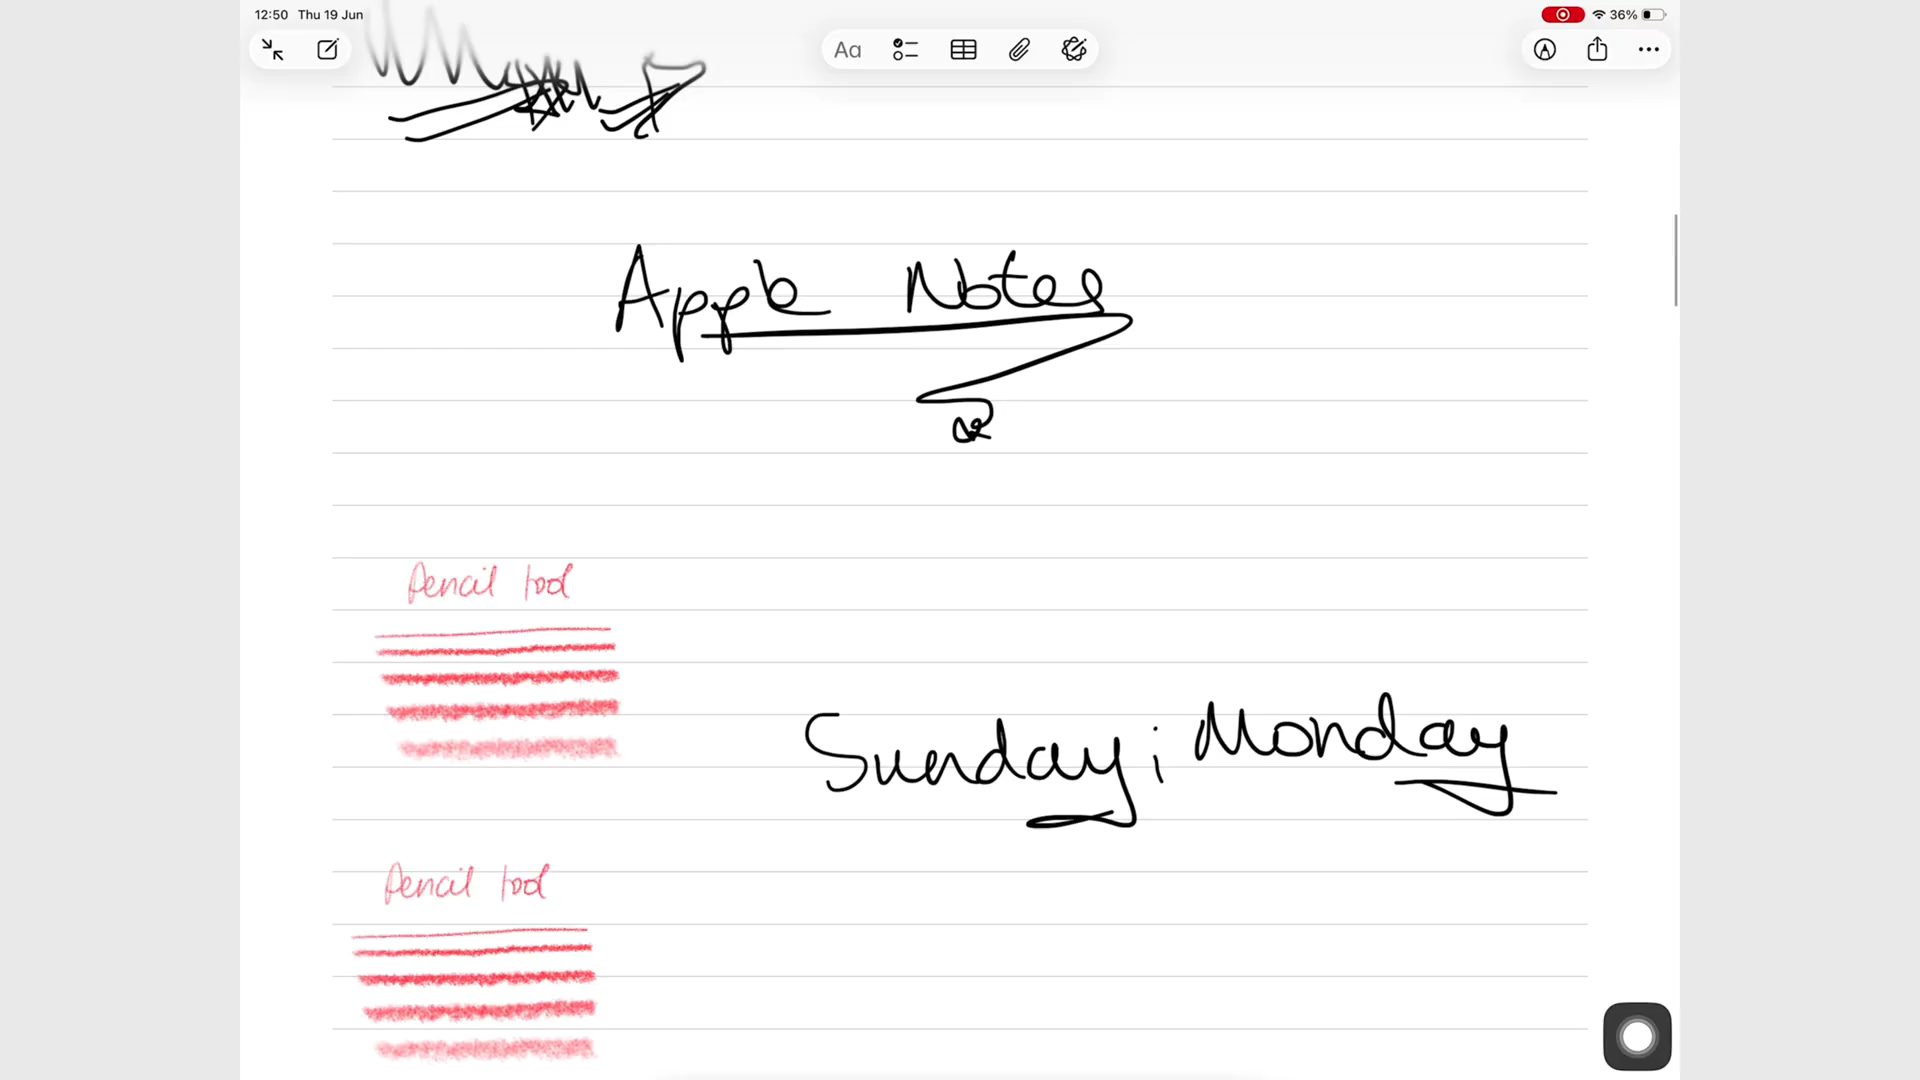 12:50 Thu 19 Jun
36%
Aa
Apple Notes
Pencil tool
Sunday; Monday
Pencil tool